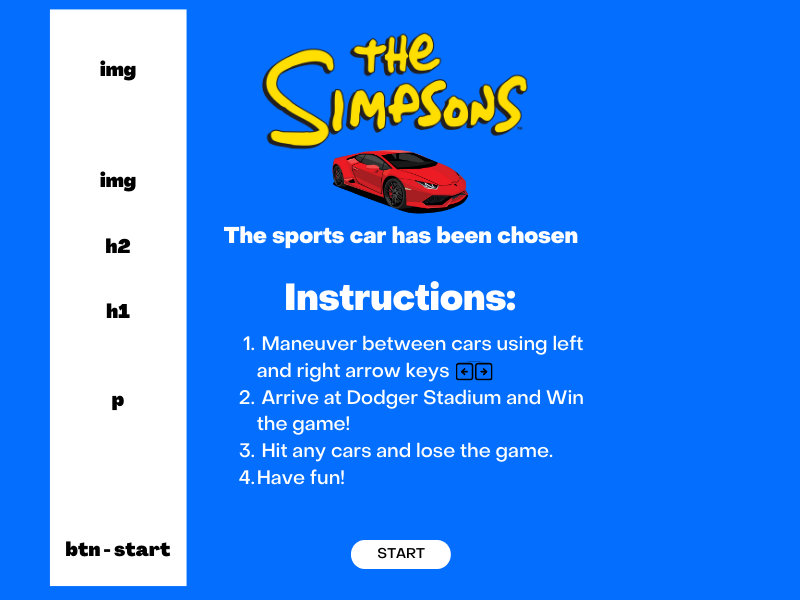 img
img
h2
h1
p
btn - start
THE
SIMPSONS
™
The sports car has been chosen
Instructions:
1. Maneuver between cars using left
and right arrow keys
2. Arrive at Dodger Stadium and Win
the game!
3. Hit any cars and lose the game.
4.Have fun!
START